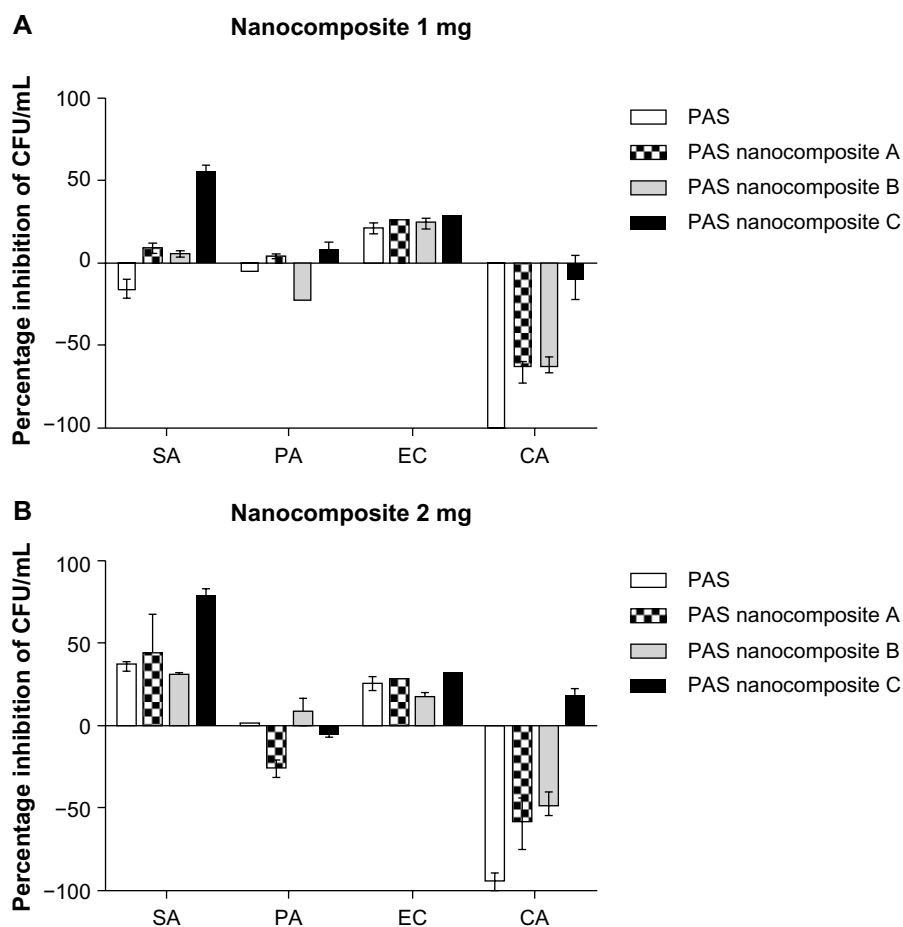 A
Nanocomposite 1 mg
Percentage inhibition of CFU/mL
100
50
0
−50
−100
SA PA EC CA
PAS
PAS nanocomposite A
PAS nanocomposite B
PAS nanocomposite C
B
Nanocomposite 2 mg
Percentage inhibition of CFU/mL
100
50
0
−50
−100
SA PA EC CA
PAS
PAS nanocomposite A
PAS nanocomposite B
PAS nanocomposite C